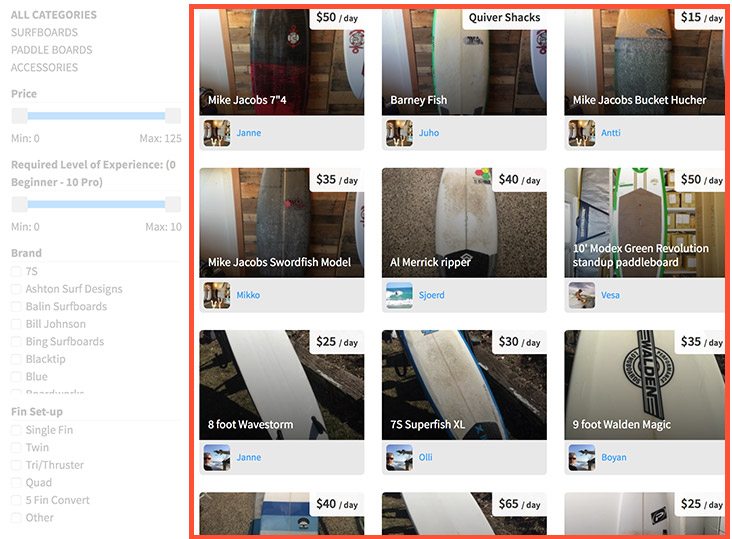 ALL CATEGORIES
SURFBOARDS
PADDLE BOARDS
ACCESSORIES
Price
Min: 0 Max: 125
Required Level of Experience: (0
Beginner - 10 Pro)
Min: 0 Max: 10
Brand
7S
Ashton Surf Designs
Balin Surfboards
Bill Johnson
Bing Surfboards
Blacktip
Blue
Boardworks
Fin Set-up
Single Fin
Twin
Tri/Thruster
Quad
5 Fin Convert
Other
$50 / day
Mike Jacobs 7"4
Janne
Quiver Shacks
Barney Fish
Juho
$15 / day
Mike Jacobs Bucket Hucher
Antti
$35 / day
Mike Jacobs Swordfish Model
Mikko
$40 / day
Al Merrick ripper
Sjoerd
$50 / day
10' Modex Green Revolution
standup paddleboard
Vesa
$25 / day
8 foot Wavestorm
Janne
$30 / day
7S Superfish XL
Olli
$35 / day
WALDEN
9 foot Walden Magic
Boyan
$40 / day
$65 / day
$25 / day